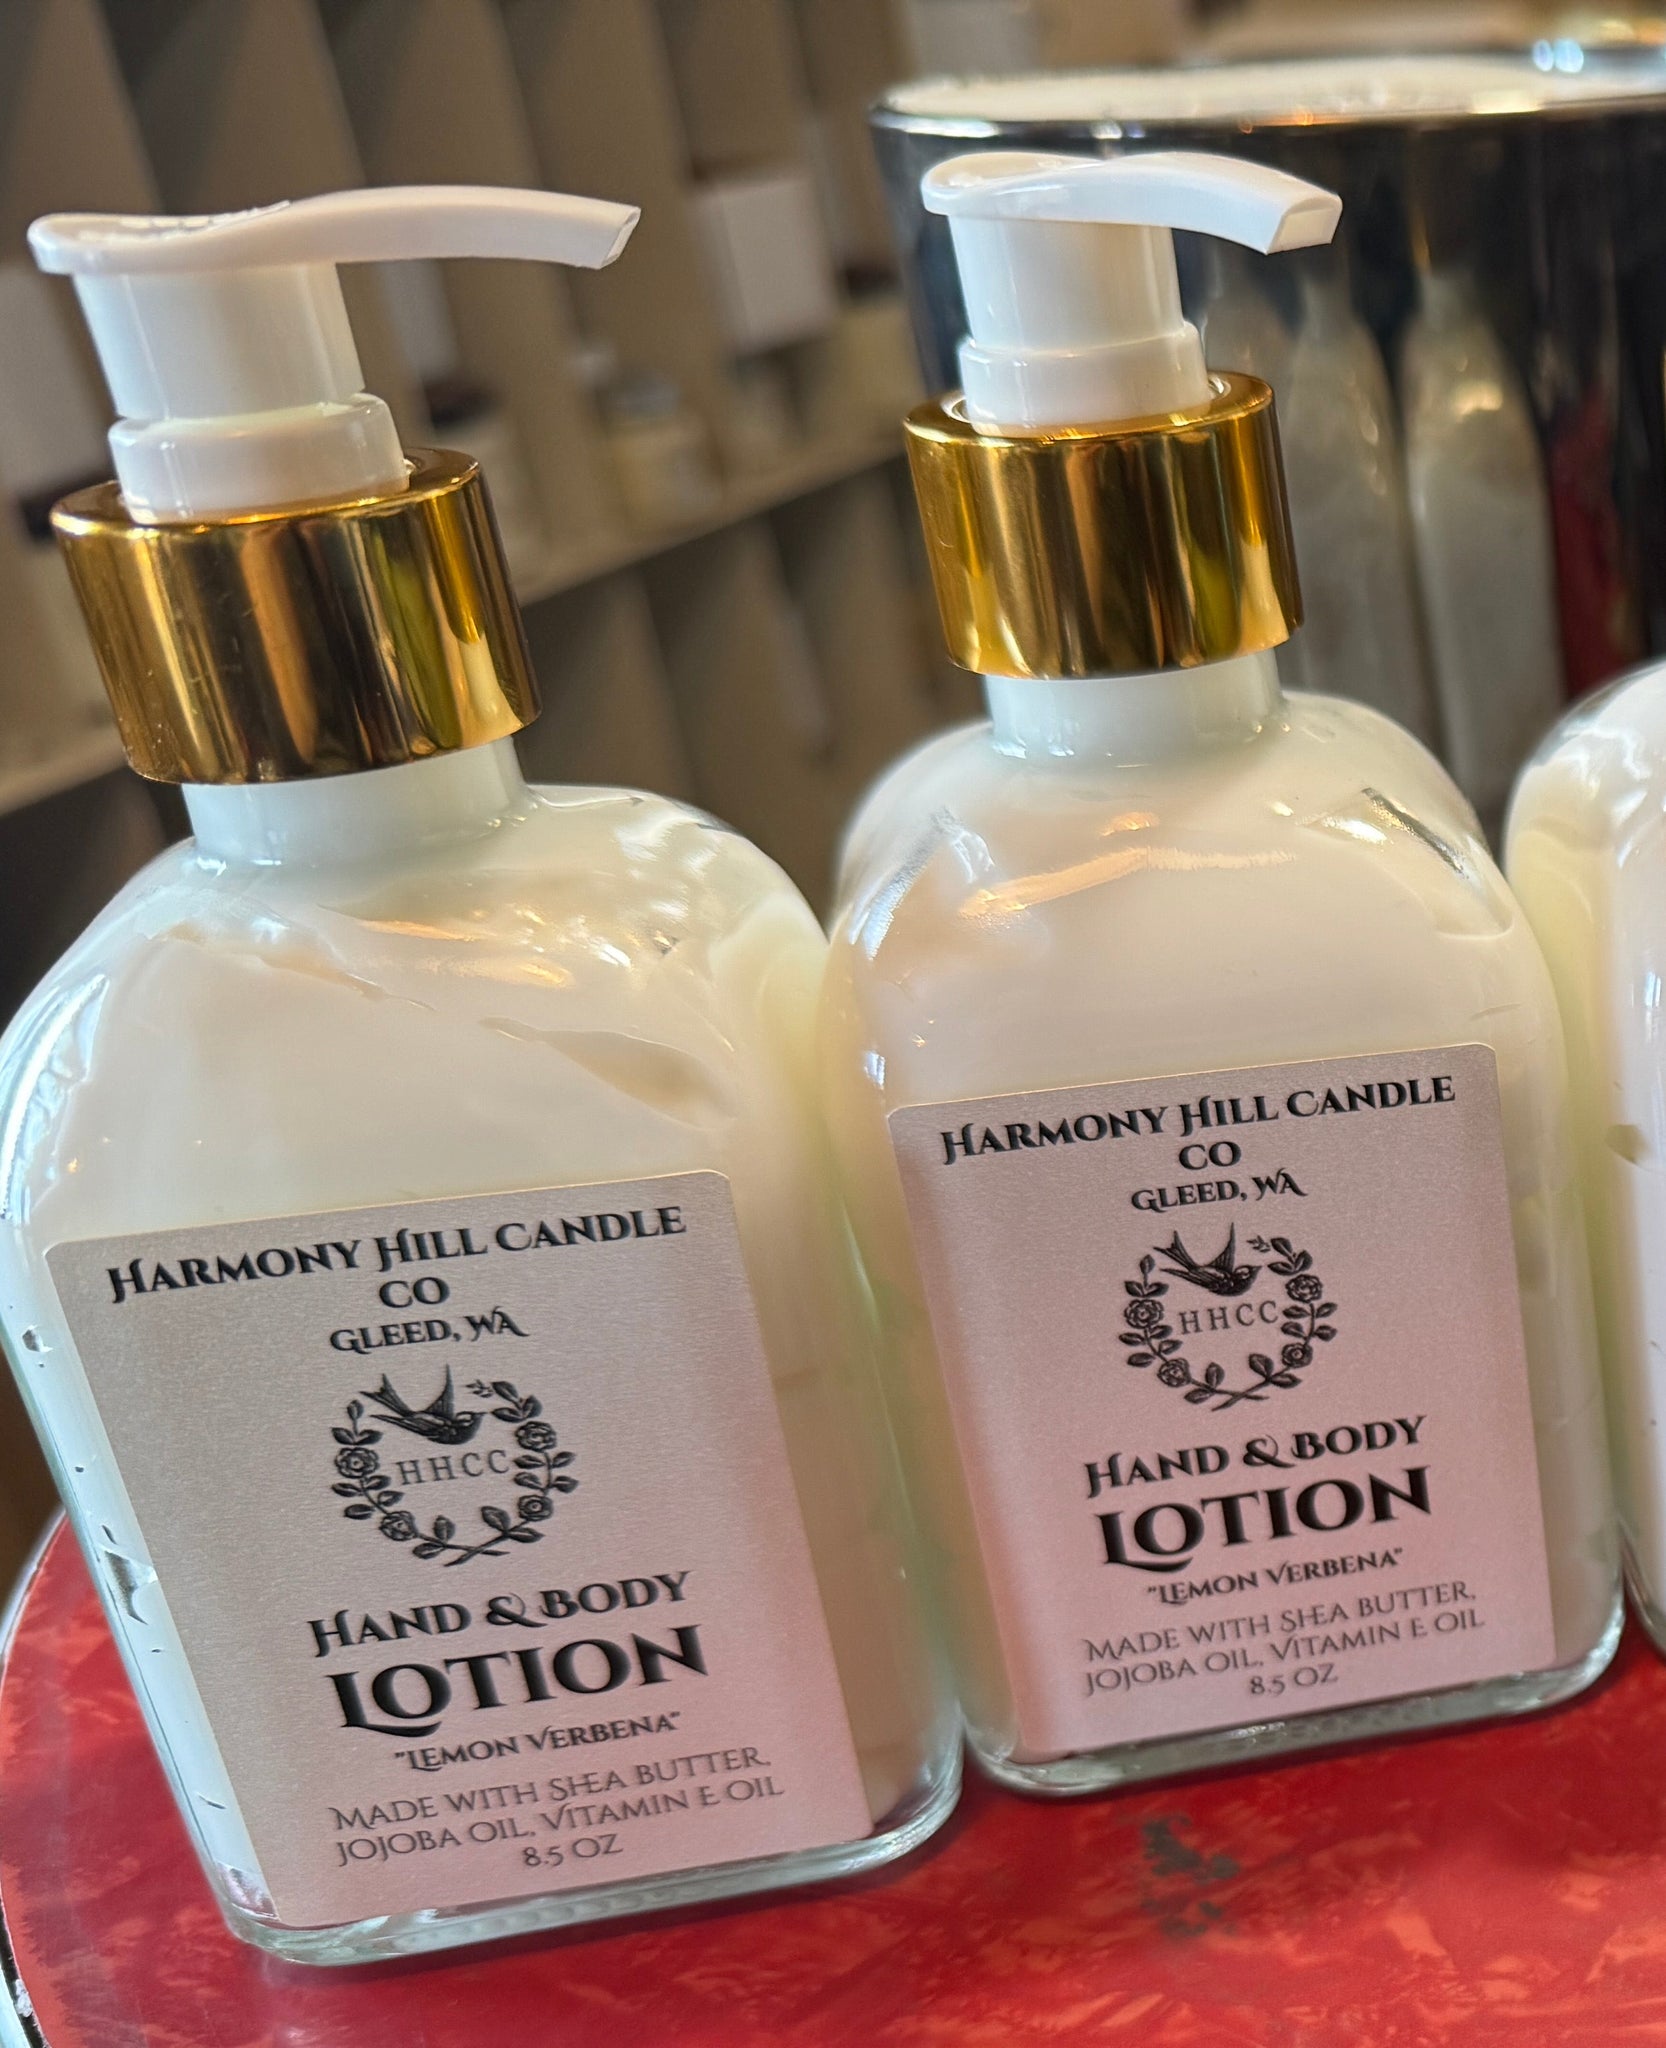 Harmony Hill Candle
Co
Gleed, WA
HHCC
Hand & Body
Lotion
"Lemon Verbena"
Made with Shea Butter,
Jojoba Oil, Vitamin E Oil
8.5 oz
Harmony Hill Candle
Co
Gleed, WA
HHCC
Hand & Body
Lotion
"Lemon Verbena"
Made with Shea Butter,
Jojoba Oil, Vitamin E Oil
8.5 oz